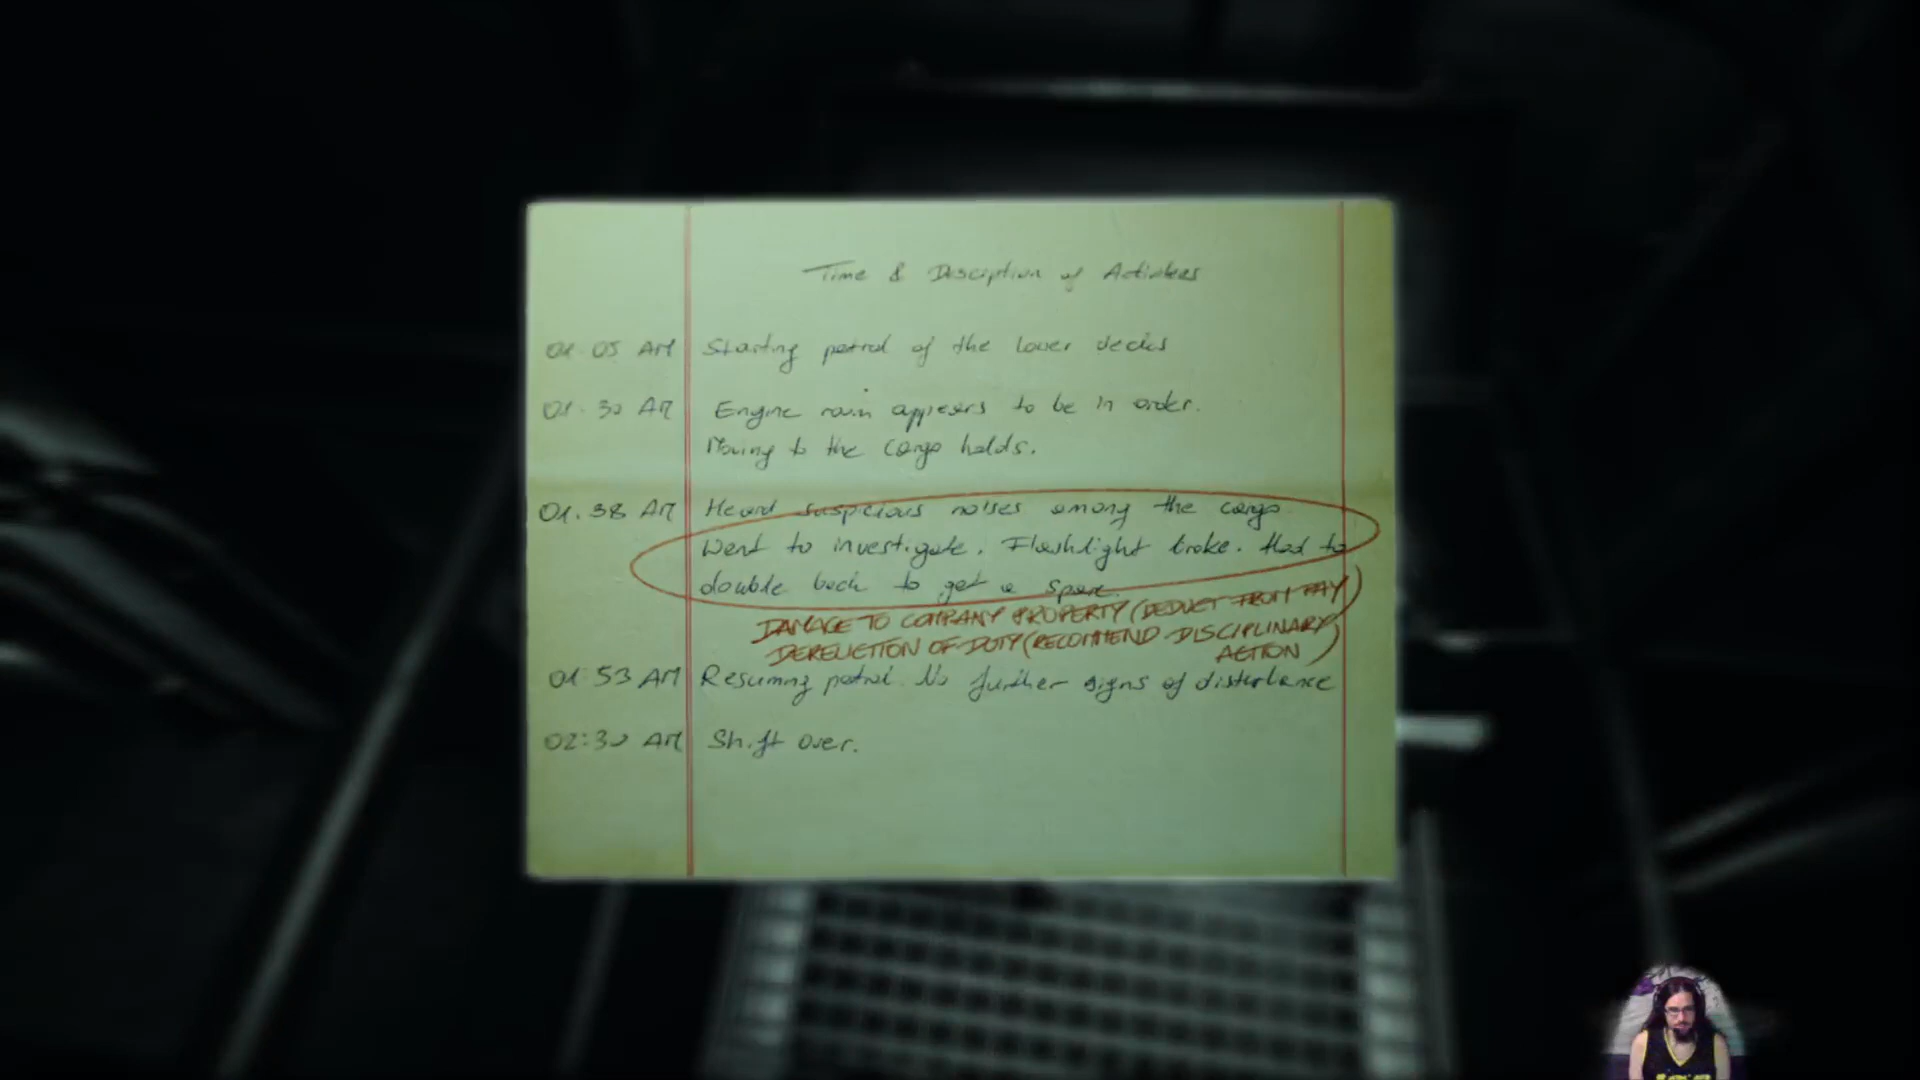 Time & Description of Activities
01:05 AM Starting patrol of the lower decks
01:30 AM Engine room appears to be in order.
Moving to the cargo holds.
01:38 AM Heard suspicious noises among the cargo
Went to investigate. Flashlight broke. Had to
double back to get a spare.
DAMAGE TO COMPANY PROPERTY (DEDUCT FROM PAY)
DERELICTION OF DUTY (RECOMMEND DISCIPLINARY
ACTION)
01:53 AM Resuming patrol. No further signs of disturbance
02:30 AM Shift over.